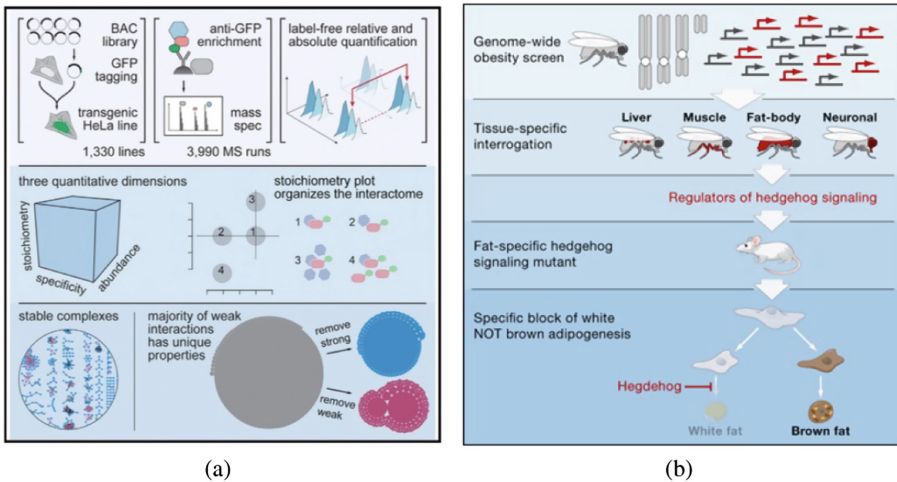 BAC
library
GFP
tagging
transgenic
HeLa line
1,330 lines
anti-GFP
enrichment
mass
spec
3,990 MS runs
label-free relative and
absolute quantification
three quantitative dimensions
stoichiometry
specificity
abundance
3
2
1
4
stoichiometry plot
organizes the interactome
1
2
3
4
stable complexes
majority of weak
interactions
has unique
properties
remove
strong
remove
weak
(a)
Genome-wide
obesity screen
Tissue-specific
interrogation
Liver
Muscle
Fat-body
Neuronal
Regulators of hedgehog signaling
Fat-specific hedgehog
signaling mutant
Specific block of white
NOT brown adipogenesis
Hegdehog
White fat
Brown fat
(b)